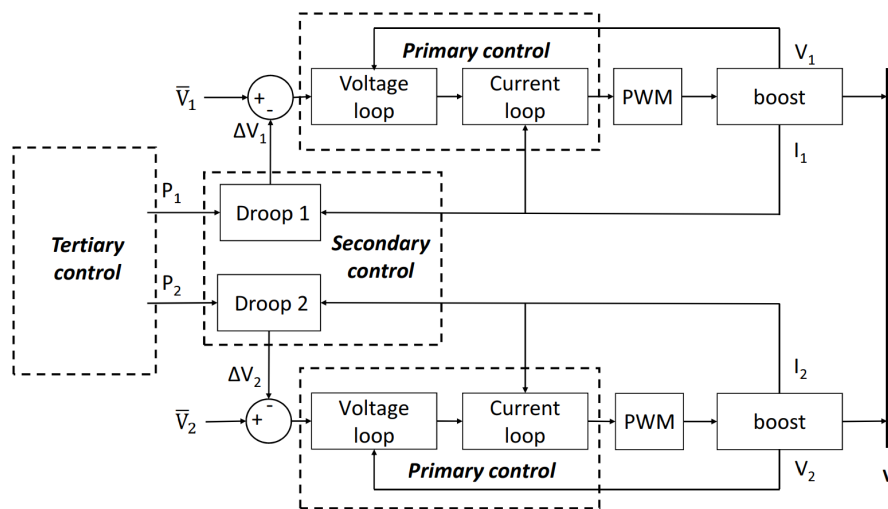 Primary control
V₁
V̅₁
+
-
Voltage
loop
Current
loop
PWM
boost
ΔV₁
I₁
P₁
Droop 1
Tertiary
control
Secondary
control
P₂
Droop 2
ΔV₂
I₂
V̅₂
+
-
Voltage
loop
Current
loop
PWM
boost
Primary control
V₂